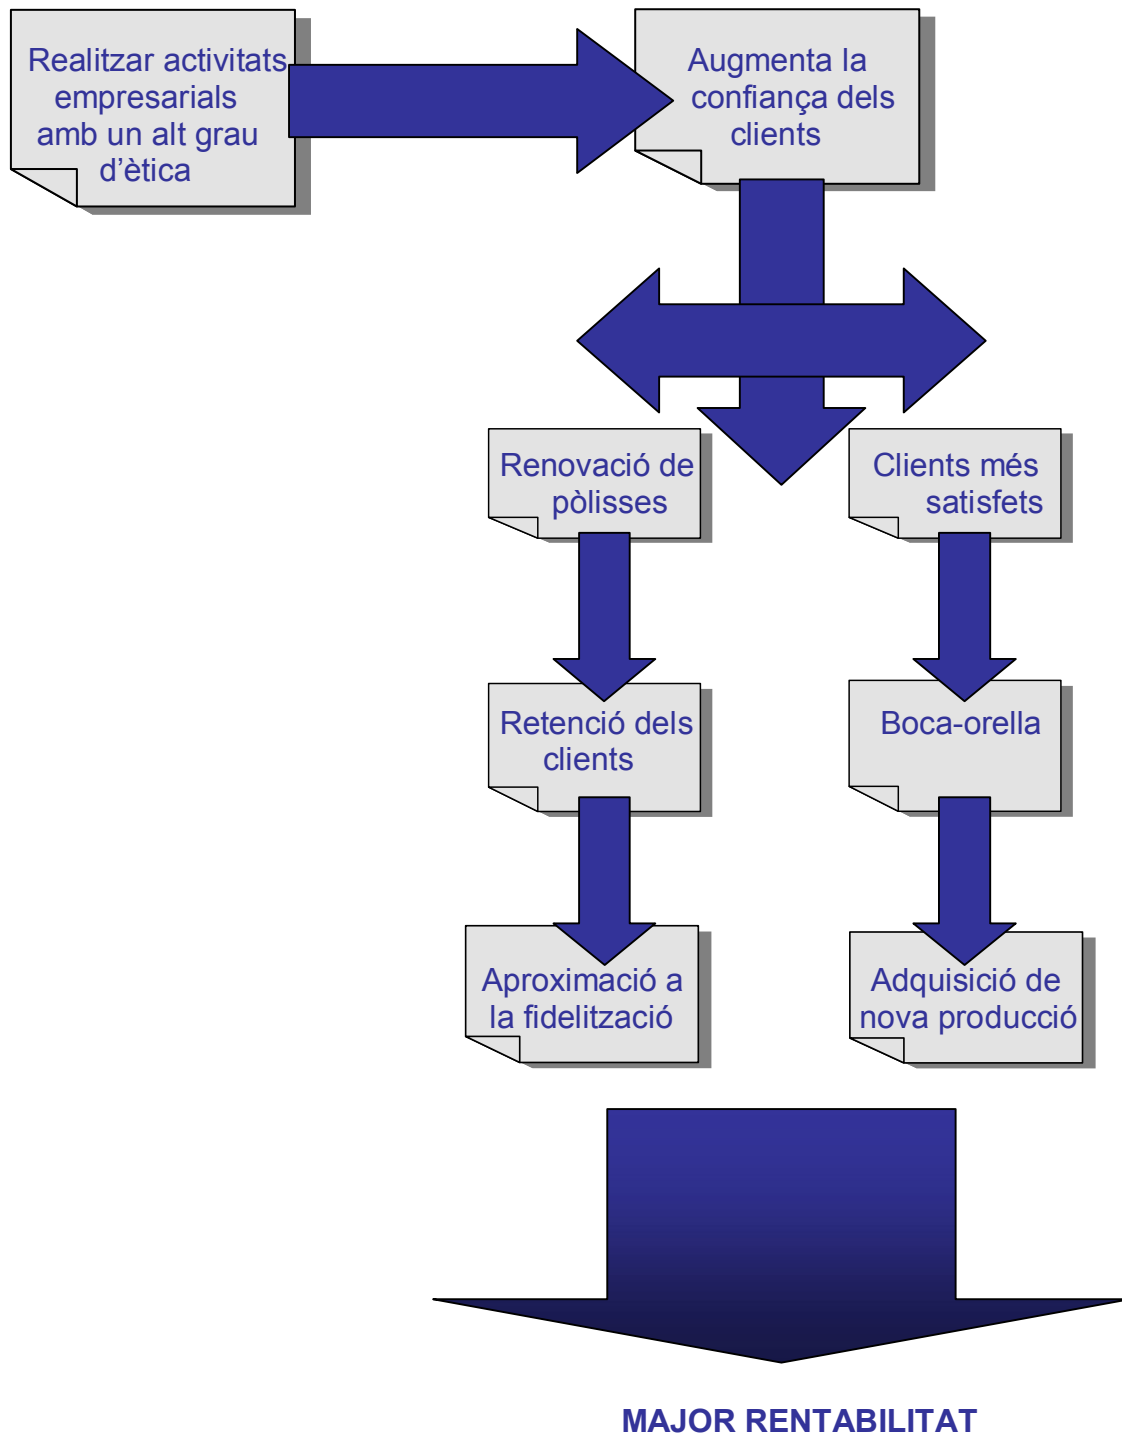 Realitzar activitats
empresarials
amb un alt grau
d’ètica
Augmenta la
confiança dels
clients
Renovació de
pòlisses
Clients més
satisfets
Retenció dels
clients
Boca-orella
Aproximació a
la fidelització
Adquisició de
nova producció
MAJOR RENTABILITAT